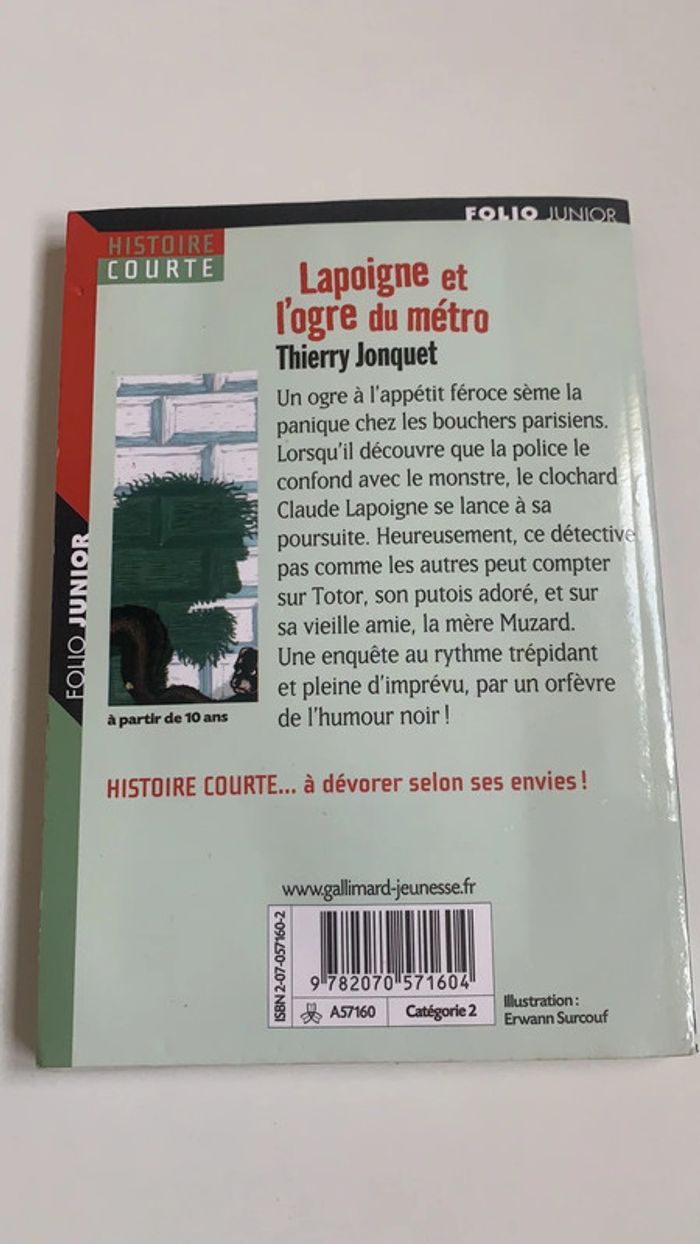 FOLIO JUNIOR
HISTOIRE
COURTE
Lapoigne et
l'ogre du métro
Thierry Jonquet
Un ogre à l'appétit féroce sème la
panique chez les bouchers parisiens.
Lorsqu'il découvre que la police le
confond avec le monstre, le clochard
Claude Lapoigne se lance à sa
poursuite. Heureusement, ce détective
pas comme les autres peut compter
sur Totor, son putois adoré, et sur
sa vieille amie, la mère Muzard.
Une enquête au rythme trépidant
et pleine d'imprévu, par un orfèvre
de l'humour noir !
FOLIO JUNIOR
à partir de 10 ans
HISTOIRE COURTE... à dévorer selon ses envies !
www.gallimard-jeunesse.fr
ISBN 2-07-057160-2
9 782070 571604
A57160 Catégorie 2
Illustration :
Erwann Surcouf